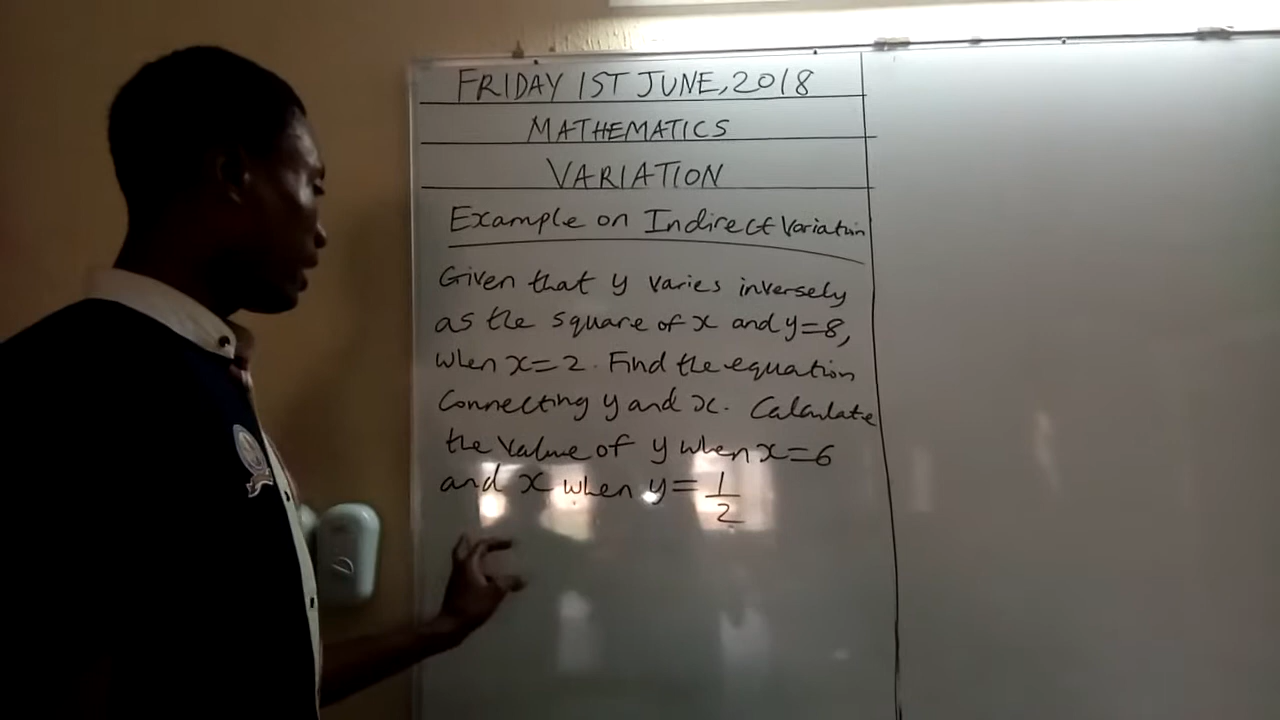 FRIDAY 1ST JUNE, 2018
MATHEMATICS
VARIATION
Example on Indirect Variation
Given that y varies inversely
as the square of x and y=8,
when x=2. Find the equation
Connecting y and x. Calculate
the value of y when x=6
and x when y=1/2